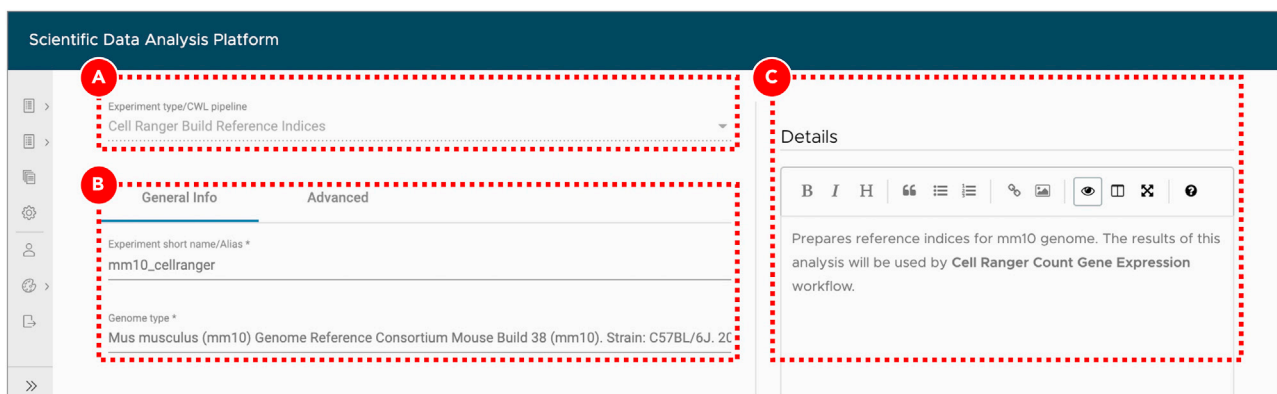 Scientific Data Analysis Platform
A
Experiment type/CWL pipeline
Cell Ranger Build Reference Indices
B
General Info Advanced
Experiment short name/Alias *
mm10_cellranger
Genome type *
Mus musculus (mm10) Genome Reference Consortium Mouse Build 38 (mm10). Strain: C57BL/6J. 20
C
Details
B I H
Prepares reference indices for mm10 genome. The results of this
analysis will be used by Cell Ranger Count Gene Expression
workflow.